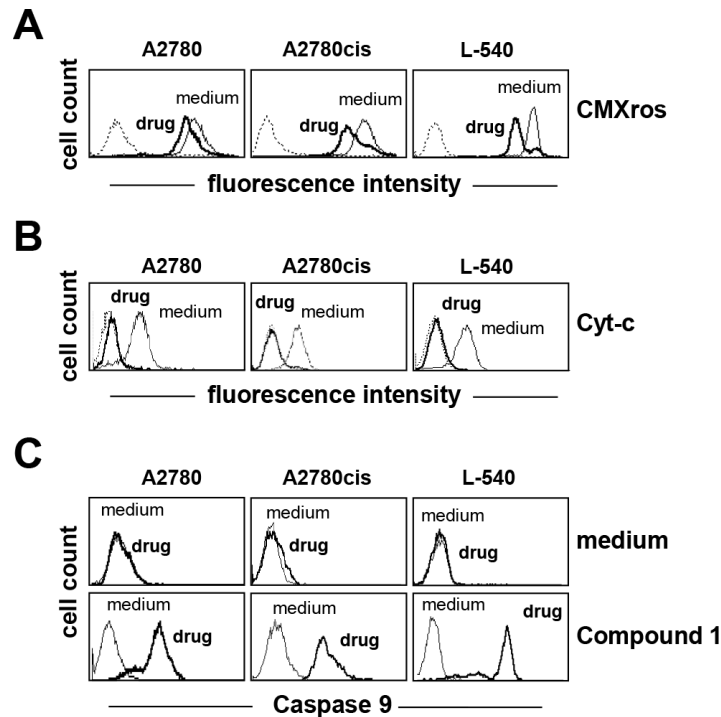 A
A2780 A2780cis L-540
cell count
medium
drug
medium
drug
medium
drug
CMXros
fluorescence intensity
B
A2780 A2780cis L-540
cell count
drug
medium
drug
medium
drug
medium
Cyt-c
fluorescence intensity
C
A2780 A2780cis L-540
cell count
medium
drug
medium
drug
medium
drug
medium
medium
drug
medium
drug
medium
drug
Compound 1
Caspase 9